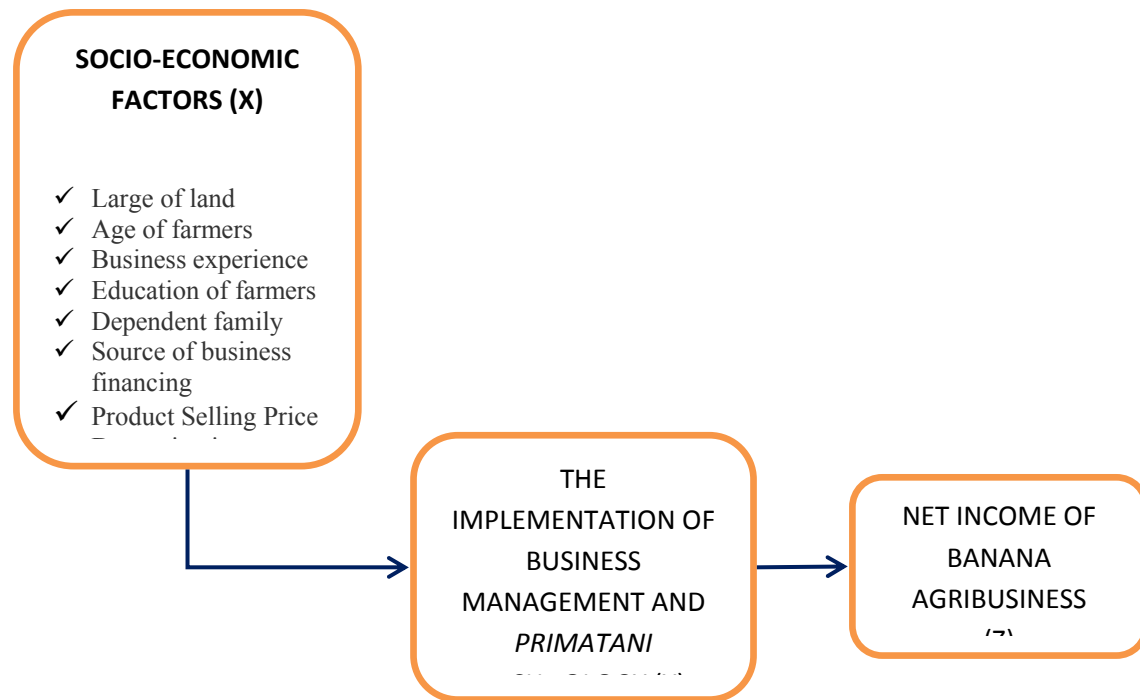 SOCIO-ECONOMIC
FACTORS (X)
✓ Large of land
✓ Age of farmers
✓ Business experience
✓ Education of farmers
✓ Dependent family
✓ Source of business
financing
✓ Product Selling Price
THE
IMPLEMENTATION OF
BUSINESS
MANAGEMENT AND
PRIMATANI
NET INCOME OF
BANANA
AGRIBUSINESS
(Z)